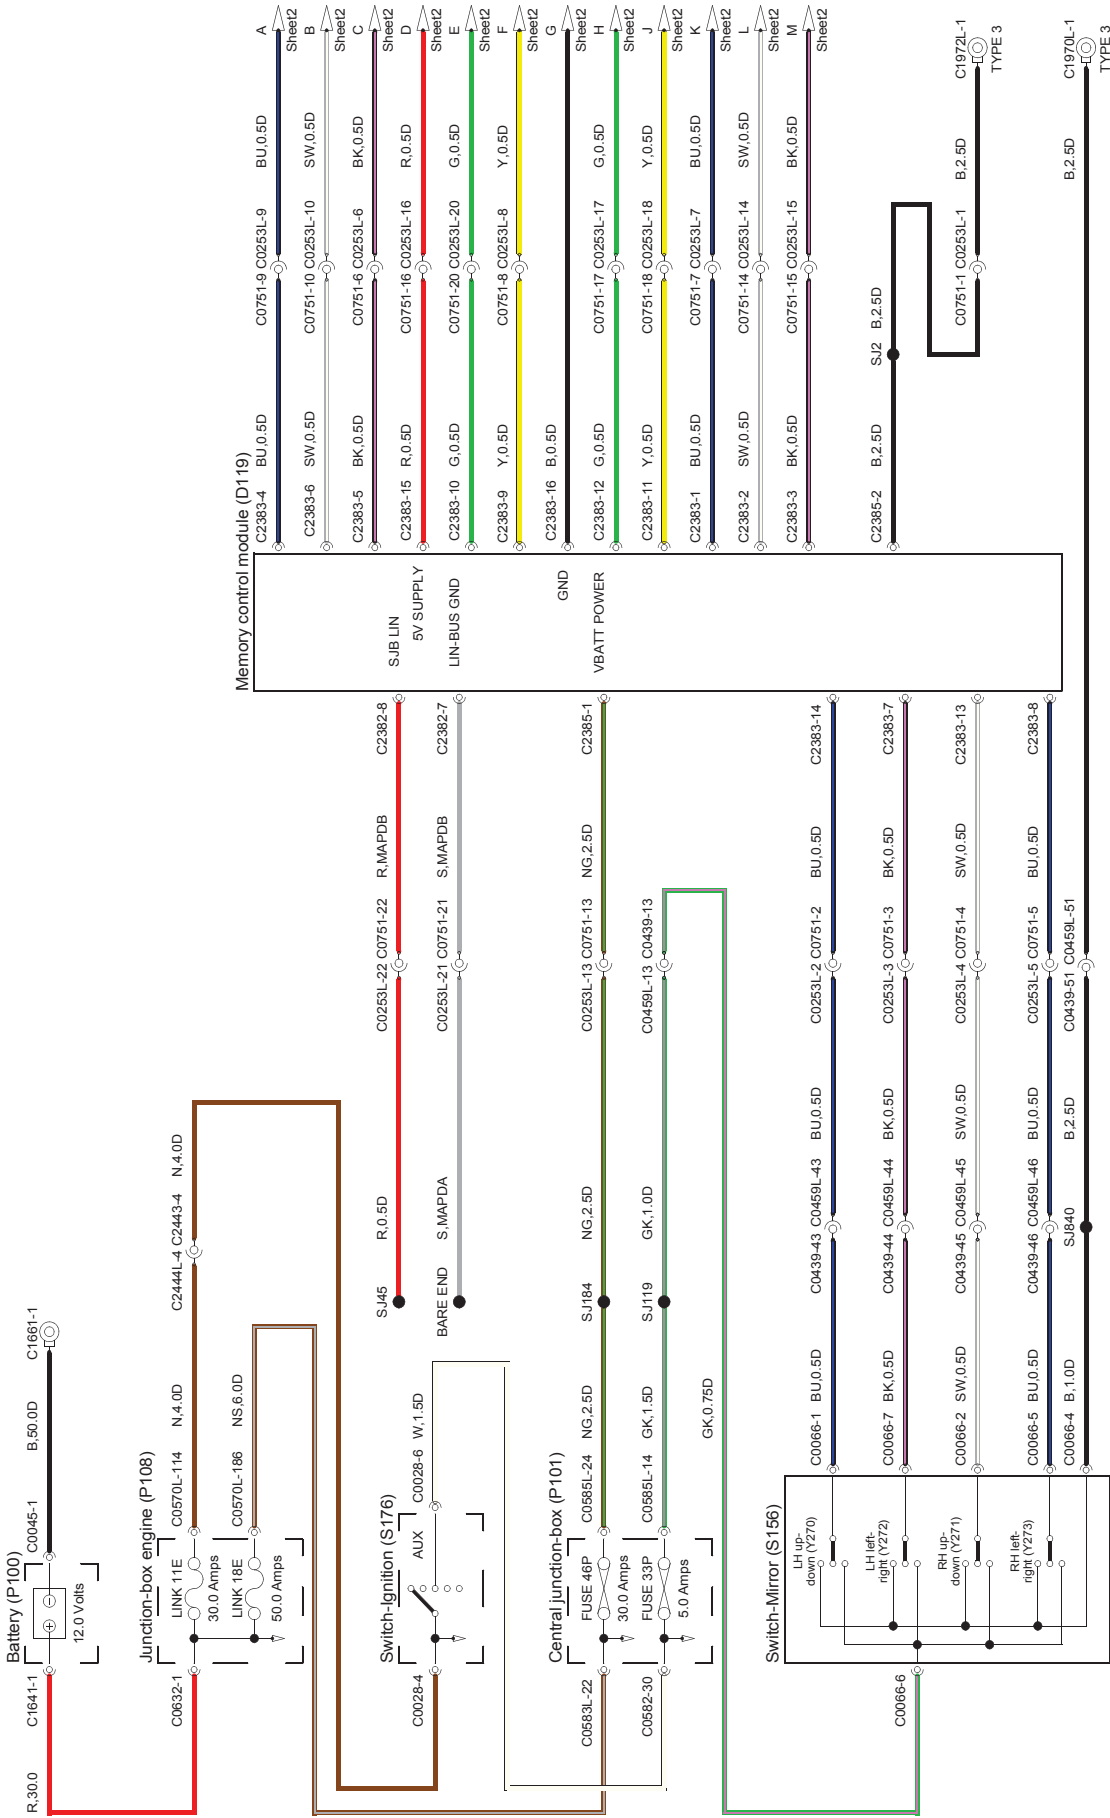 Battery (P100)
12.0 Volts
C1641-1
R,30.0
C0045-1
B,50.0D
C1661-1
Junction-box engine (P108)
LINK 11E
30.0 Amps
LINK 18E
50.0 Amps
C0632-1
C0570L-114
N,4.0D
C2444L-4
C2443-4
N,4.0D
C0570L-186
NS,6.0D
Switch-Ignition (S176)
AUX
C0028-4
C0028-6
W,1.5D
Central junction-box (P101)
FUSE 46P
30.0 Amps
FUSE 33P
5.0 Amps
C0583L-22
C0582-30
C0585L-24
NG,2.5D
SJ184
NG,2.5D
C0253L-13
C0751-13
NG,2.5D
C2385-1
C0585L-14
GK,1.5D
SJ119
GK,1.0D
C0459L-13
C0439-13
GK,0.75D
SJ45
R,0.5D
C0253L-22
C0751-22
R,MAPDB
C2382-8
BARE END
S,MAPDA
C0253L-21
C0751-21
S,MAPDB
C2382-7
Switch-Mirror (S156)
LH up-
down (Y270)
LH left-
right (Y272)
RH up-
down (Y271)
RH left-
right (Y273)
C0066-6
C0066-1
BU,0.5D
C0439-43
C0459L-43
BU,0.5D
C0253L-2
C0751-2
BU,0.5D
C2383-14
C0066-7
BK,0.5D
C0439-44
C0459L-44
BK,0.5D
C0253L-3
C0751-3
BK,0.5D
C2383-7
C0066-2
SW,0.5D
C0439-45
C0459L-45
SW,0.5D
C0253L-4
C0751-4
SW,0.5D
C2383-13
C0066-5
BU,0.5D
C0439-46
C0459L-46
BU,0.5D
C0253L-5
C0751-5
BU,0.5D
C2383-8
C0066-4
B,1.0D
SJ840
B,2.5D
C0439-51
C0459L-51
B,2.5D
C1970L-1
TYPE 3
Memory control module (D119)
SJB LIN
5V SUPPLY
LIN-BUS GND
GND
VBATT POWER
C2383-4
BU,0.5D
C0751-9
C0253L-9
BU,0.5D
A
Sheet2
C2383-6
SW,0.5D
C0751-10
C0253L-10
SW,0.5D
B
Sheet2
C2383-5
BK,0.5D
C0751-6
C0253L-6
BK,0.5D
C
Sheet2
C2383-15
R,0.5D
C0751-16
C0253L-16
R,0.5D
D
Sheet2
C2383-10
G,0.5D
C0751-20
C0253L-20
G,0.5D
E
Sheet2
C2383-9
Y,0.5D
C0751-8
C0253L-8
Y,0.5D
F
Sheet2
C2383-16
B,0.5D
G
Sheet2
C2383-12
G,0.5D
C0751-17
C0253L-17
G,0.5D
H
Sheet2
C2383-11
Y,0.5D
C0751-18
C0253L-18
Y,0.5D
J
Sheet2
C2383-1
BU,0.5D
C0751-7
C0253L-7
BU,0.5D
K
Sheet2
C2383-2
SW,0.5D
C0751-14
C0253L-14
SW,0.5D
L
Sheet2
C2383-3
BK,0.5D
C0751-15
C0253L-15
BK,0.5D
M
Sheet2
C2385-2
B,2.5D
SJ2
B,2.5D
C0751-1
C0253L-1
B,2.5D
C1972L-1
TYPE 3